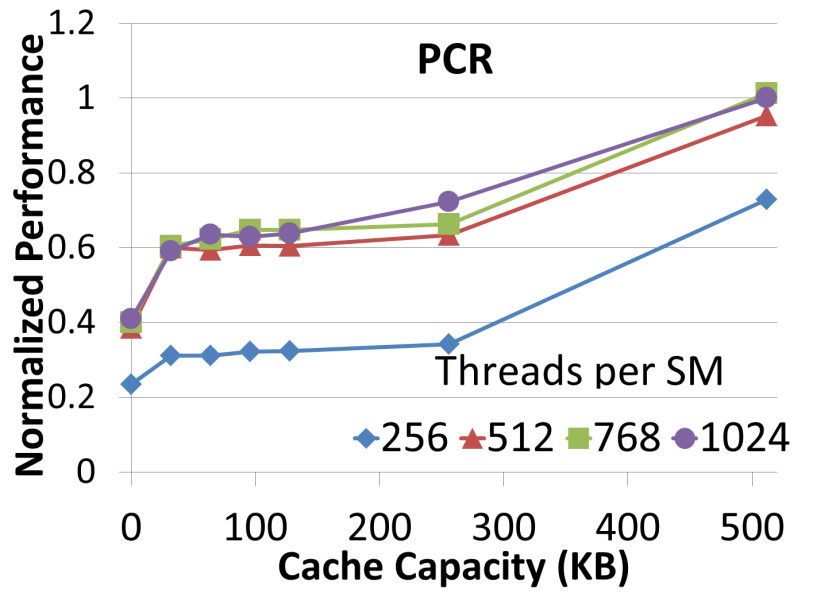 PCR
Normalized Performance
1.2
1
0.8
0.6
0.4
0.2
0
0 100 200 300 400 500
Cache Capacity (KB)
Threads per SM
256 512 768 1024